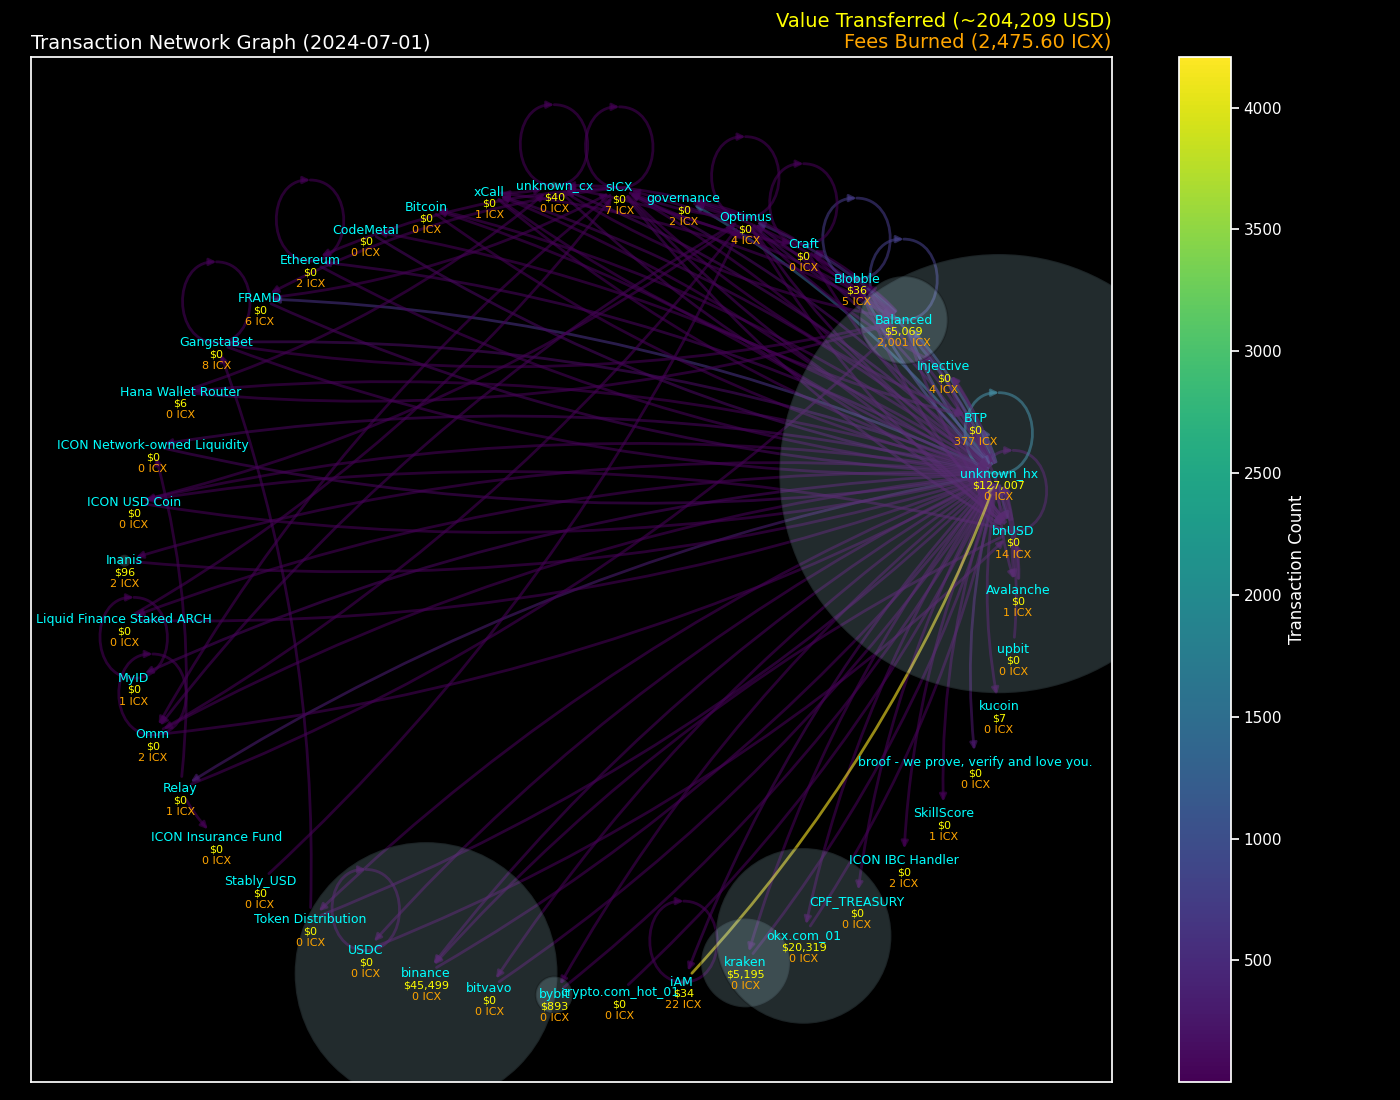 Value Transferred (~204,209 USD)
Transaction Network Graph (2024-07-01)
Fees Burned (2,475.60 ICX)
unknown_cx
$40
0 ICX
sICX
$0
7 ICX
xCall
$0
1 ICX
governance
$0
2 ICX
Bitcoin
$0
0 ICX
Optimus
$0
4 ICX
CodeMetal
$0
0 ICX
Craft
$0
0 ICX
Ethereum
$0
2 ICX
Blobble
$36
5 ICX
FRAMD
$0
6 ICX
Balanced
$5,069
2,001 ICX
GangstaBet
$0
8 ICX
Injective
$0
4 ICX
Hana Wallet Router
$6
0 ICX
BTP
$0
377 ICX
ICON Network-owned Liquidity
$0
0 ICX
unknown_hx
$127,007
0 ICX
ICON USD Coin
$0
0 ICX
bnUSD
$0
14 ICX
Inanis
$96
2 ICX
Avalanche
$0
1 ICX
Liquid Finance Staked ARCH
$0
0 ICX
upbit
$0
0 ICX
MyID
$0
1 ICX
kucoin
$7
0 ICX
Omm
$0
2 ICX
broof - we prove, verify and love you.
$0
0 ICX
Relay
$0
1 ICX
SkillScore
$0
1 ICX
ICON Insurance Fund
$0
0 ICX
ICON IBC Handler
$0
2 ICX
Stably_USD
$0
0 ICX
CPF_TREASURY
$0
0 ICX
Token Distribution
$0
0 ICX
okx.com_01
$20,319
0 ICX
USDC
$0
0 ICX
kraken
$5,195
0 ICX
binance
$45,499
0 ICX
iAM
$34
22 ICX
bitvavo
$0
0 ICX
bybit
$893
0 ICX
crypto.com_hot_01
$0
0 ICX
4000
3500
3000
2500
2000
1500
1000
500
Transaction Count